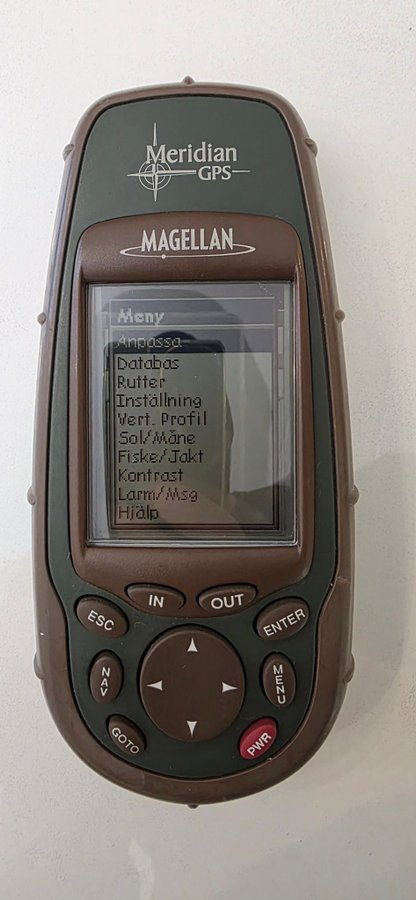 Meridian
GPS
MAGELLAN
Meny
Anpassa
Databas
Rutter
Inställning
Vert. Profil
Sol/Måne
Fiske/Jakt
Kontrast
Larm/Msg
Hjälp
IN OUT
ESC ENTER
NAV MENU
GOTO PWR